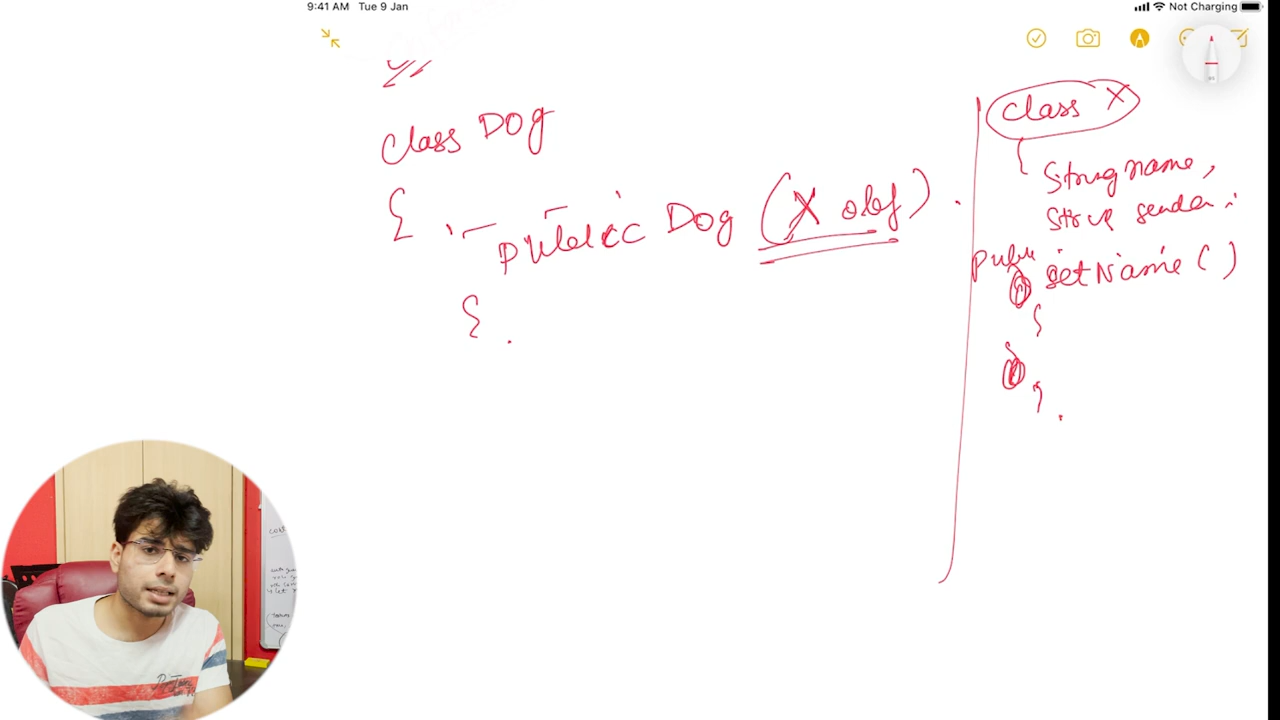 9:41 AM Tue 9 Jan
Not Charging
class Dog
{
public Dog (X obj)
{
class X
{
String name,
String gender;
public setName ()
{
}